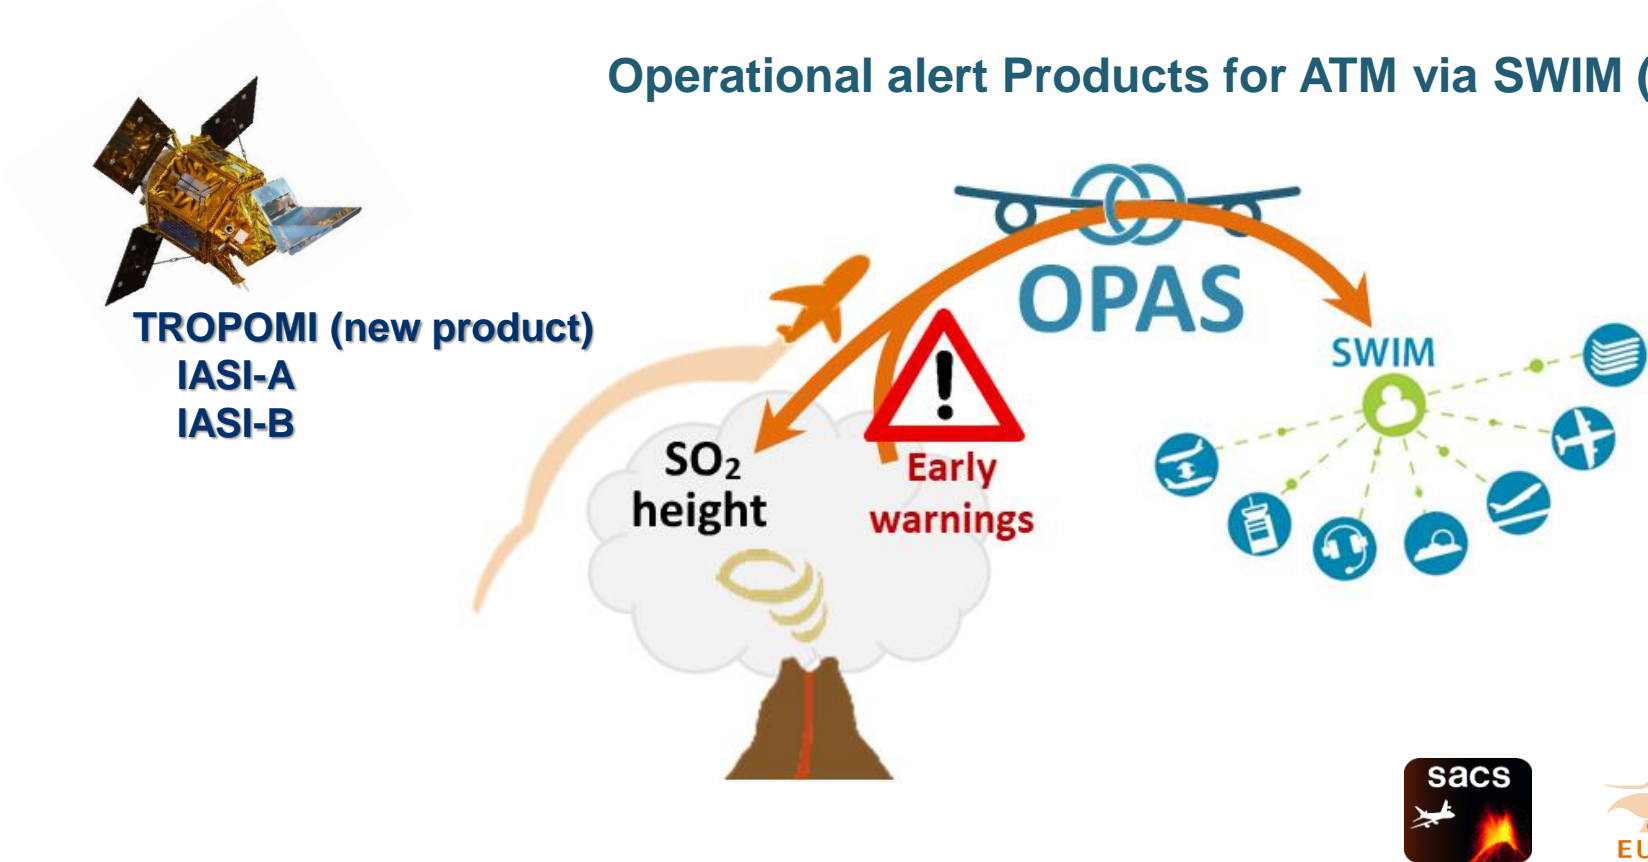 Operational alert Products for ATM via SWIM (
TROPOMI (new product)
IASI-A
IASI-B
OPAS
SWIM
SO₂
height
Early
warnings
sacs